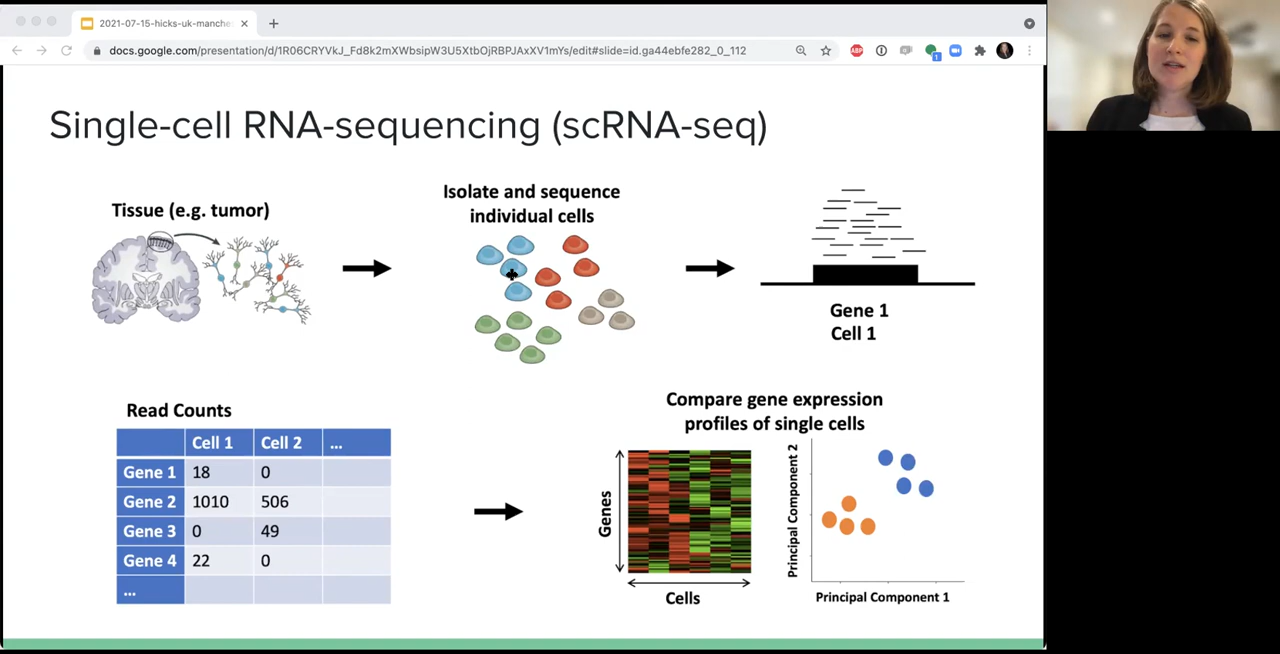 2021-07-15-hicks-uk-manche
docs.google.com/presentation/d/1R06CRYVkJ_Fd8k2mXWbsipW3U5XtbOjRBPJAxXV1mYs/edit#slide=id.ga44ebfe282_0_112
ABP
1
Single-cell RNA-sequencing (scRNA-seq)
Tissue (e.g. tumor)
Isolate and sequence
individual cells
Gene 1
Cell 1
Read Counts
Cell 1 Cell 2 ...
Gene 1 18 0
Gene 2 1010 506
Gene 3 0 49
Gene 4 22 0
...
Compare gene expression
profiles of single cells
Genes
Cells
Principal Component 2
Principal Component 1